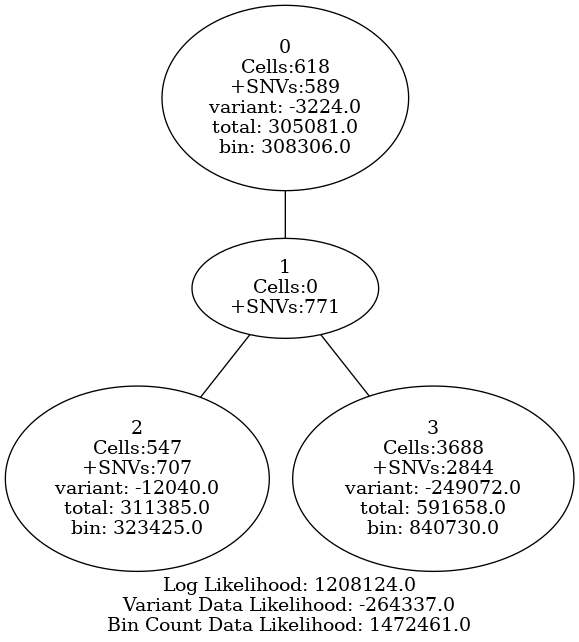 0
Cells:618
+SNVs:589
variant: -3224.0
total: 305081.0
bin: 308306.0
1
Cells:0
+SNVs:771
2
Cells:547
+SNVs:707
variant: -12040.0
total: 311385.0
bin: 323425.0
3
Cells:3688
+SNVs:2844
variant: -249072.0
total: 591658.0
bin: 840730.0
Log Likelihood: 1208124.0
Variant Data Likelihood: -264337.0
Bin Count Data Likelihood: 1472461.0